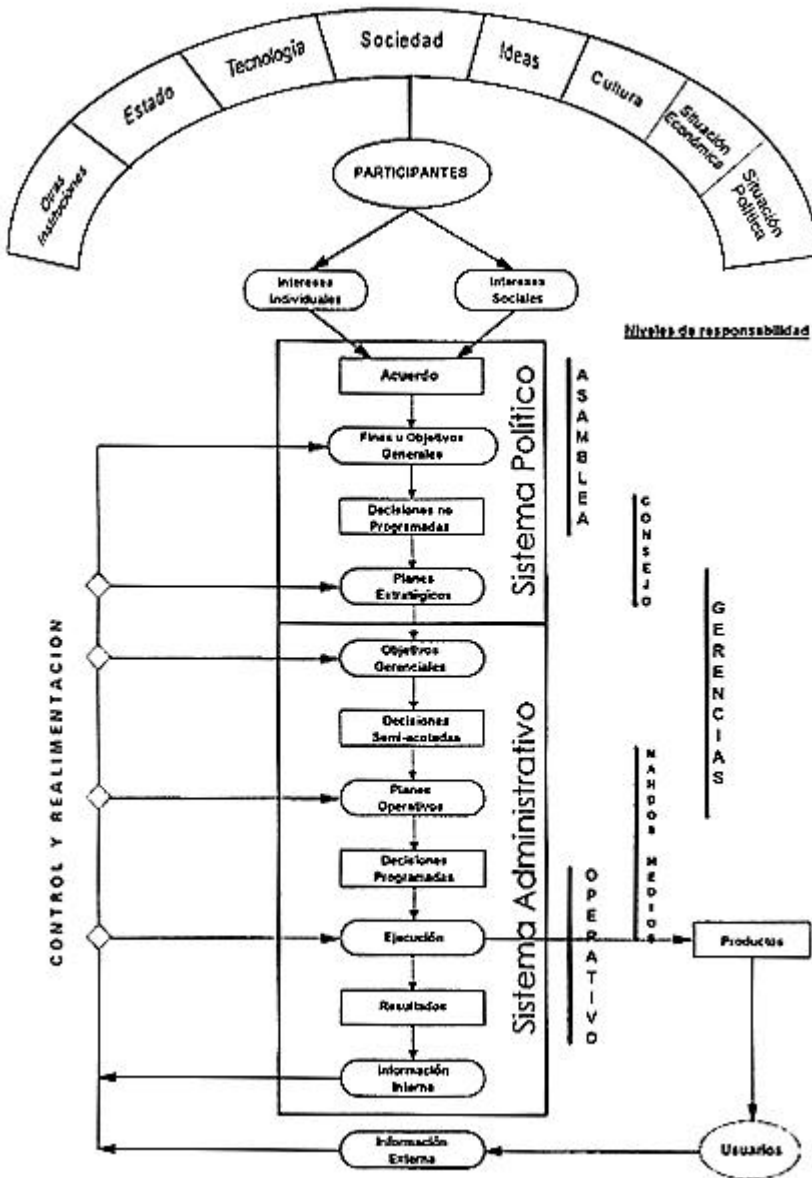 Otras
Instituciones
Estado
Tecnología
Sociedad
Ideas
Cultura
Situación
Económica
Situación
Política
PARTICIPANTES
Intereses
Individuales
Intereses
Sociales
Niveles de responsabilidad
Acuerdo
Fines u Objetivos
Generales
Decisiones no
Programadas
Planes
Estratégicos
Sistema Político
ASAMBLEA
CONSEJO
GERENCIAS
Objetivos
Gerenciales
Decisiones
Semi-acotadas
Planes
Operativos
Decisiones
Programadas
Ejecución
Resultados
Información
Interna
Sistema Administrativo
MANDOS MEDIOS
OPERATIVO
CONTROL Y REALIMENTACION
Productos
Usuarios
Información
Externa